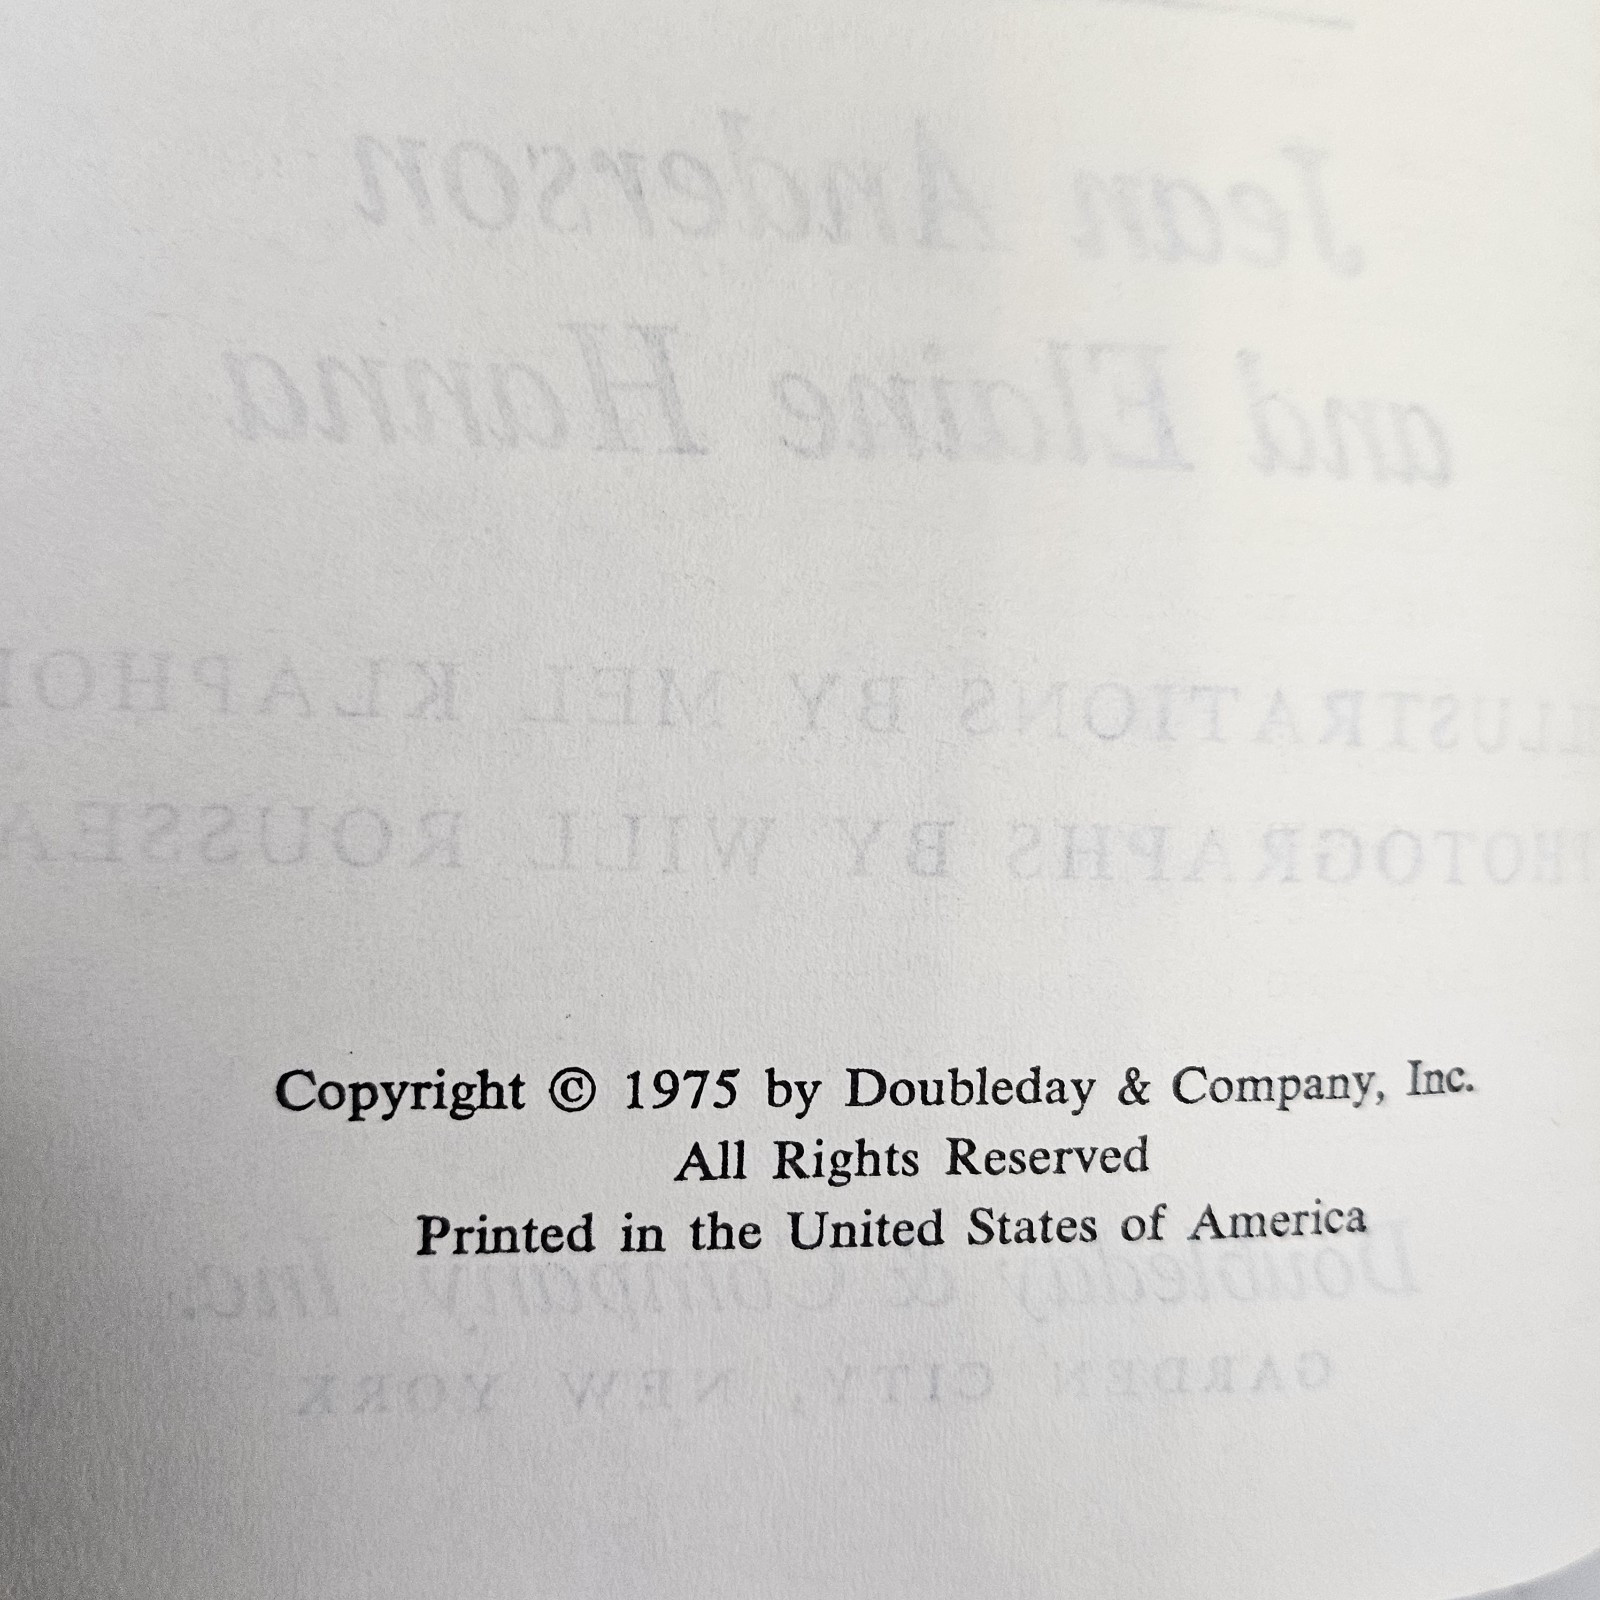 Jean Anderson
and Elaine Hanna
ILLUSTRATIONS BY MEL
PHOTOGRAPHS BY WILL
Copyright © 1975 by Doubleday & Company, Inc.
All Rights Reserved
Printed in the United States of America
Doubleday & Company, Inc.
GARDEN CITY, NEW YORK